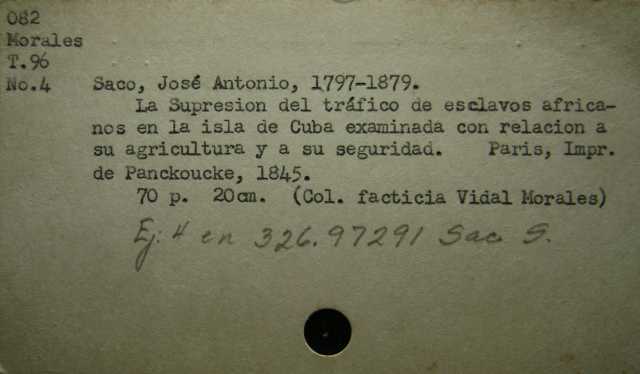 082
Morales
T.96
No.4 Saco, José Antonio, 1797-1879.
La Supresion del tráfico de esclavos africa-
nos en la isla de Cuba examinada con relacion a
su agricultura y a su seguridad. Paris, Impr.
de Panckoucke, 1845.
70 p. 20cm. (Col. facticia Vidal Morales)
Ej: 4 en 326.97291 Sac S.